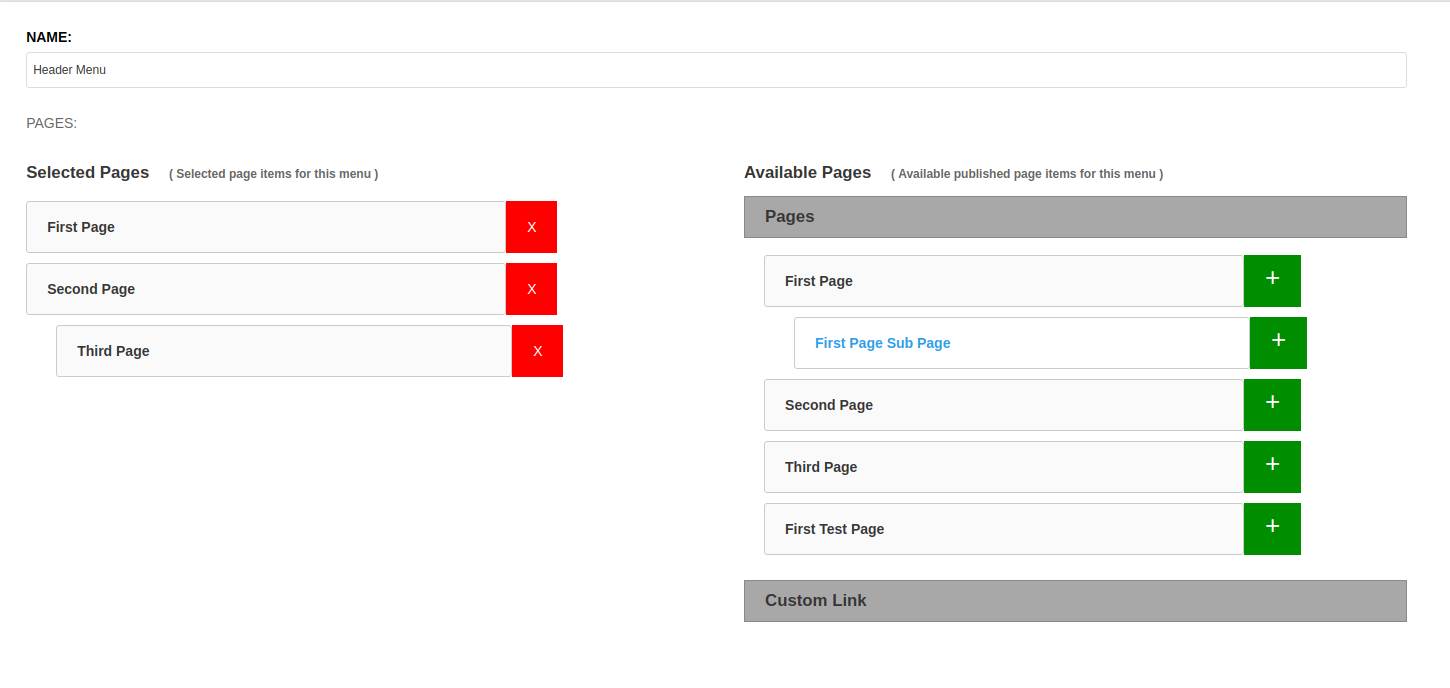 NAME:
Header Menu
PAGES:
Selected Pages ( Selected page items for this menu )
First Page X
Second Page X
Third Page X
Available Pages ( Available published page items for this menu )
Pages
First Page +
First Page Sub Page +
Second Page +
Third Page +
First Test Page +
Custom Link